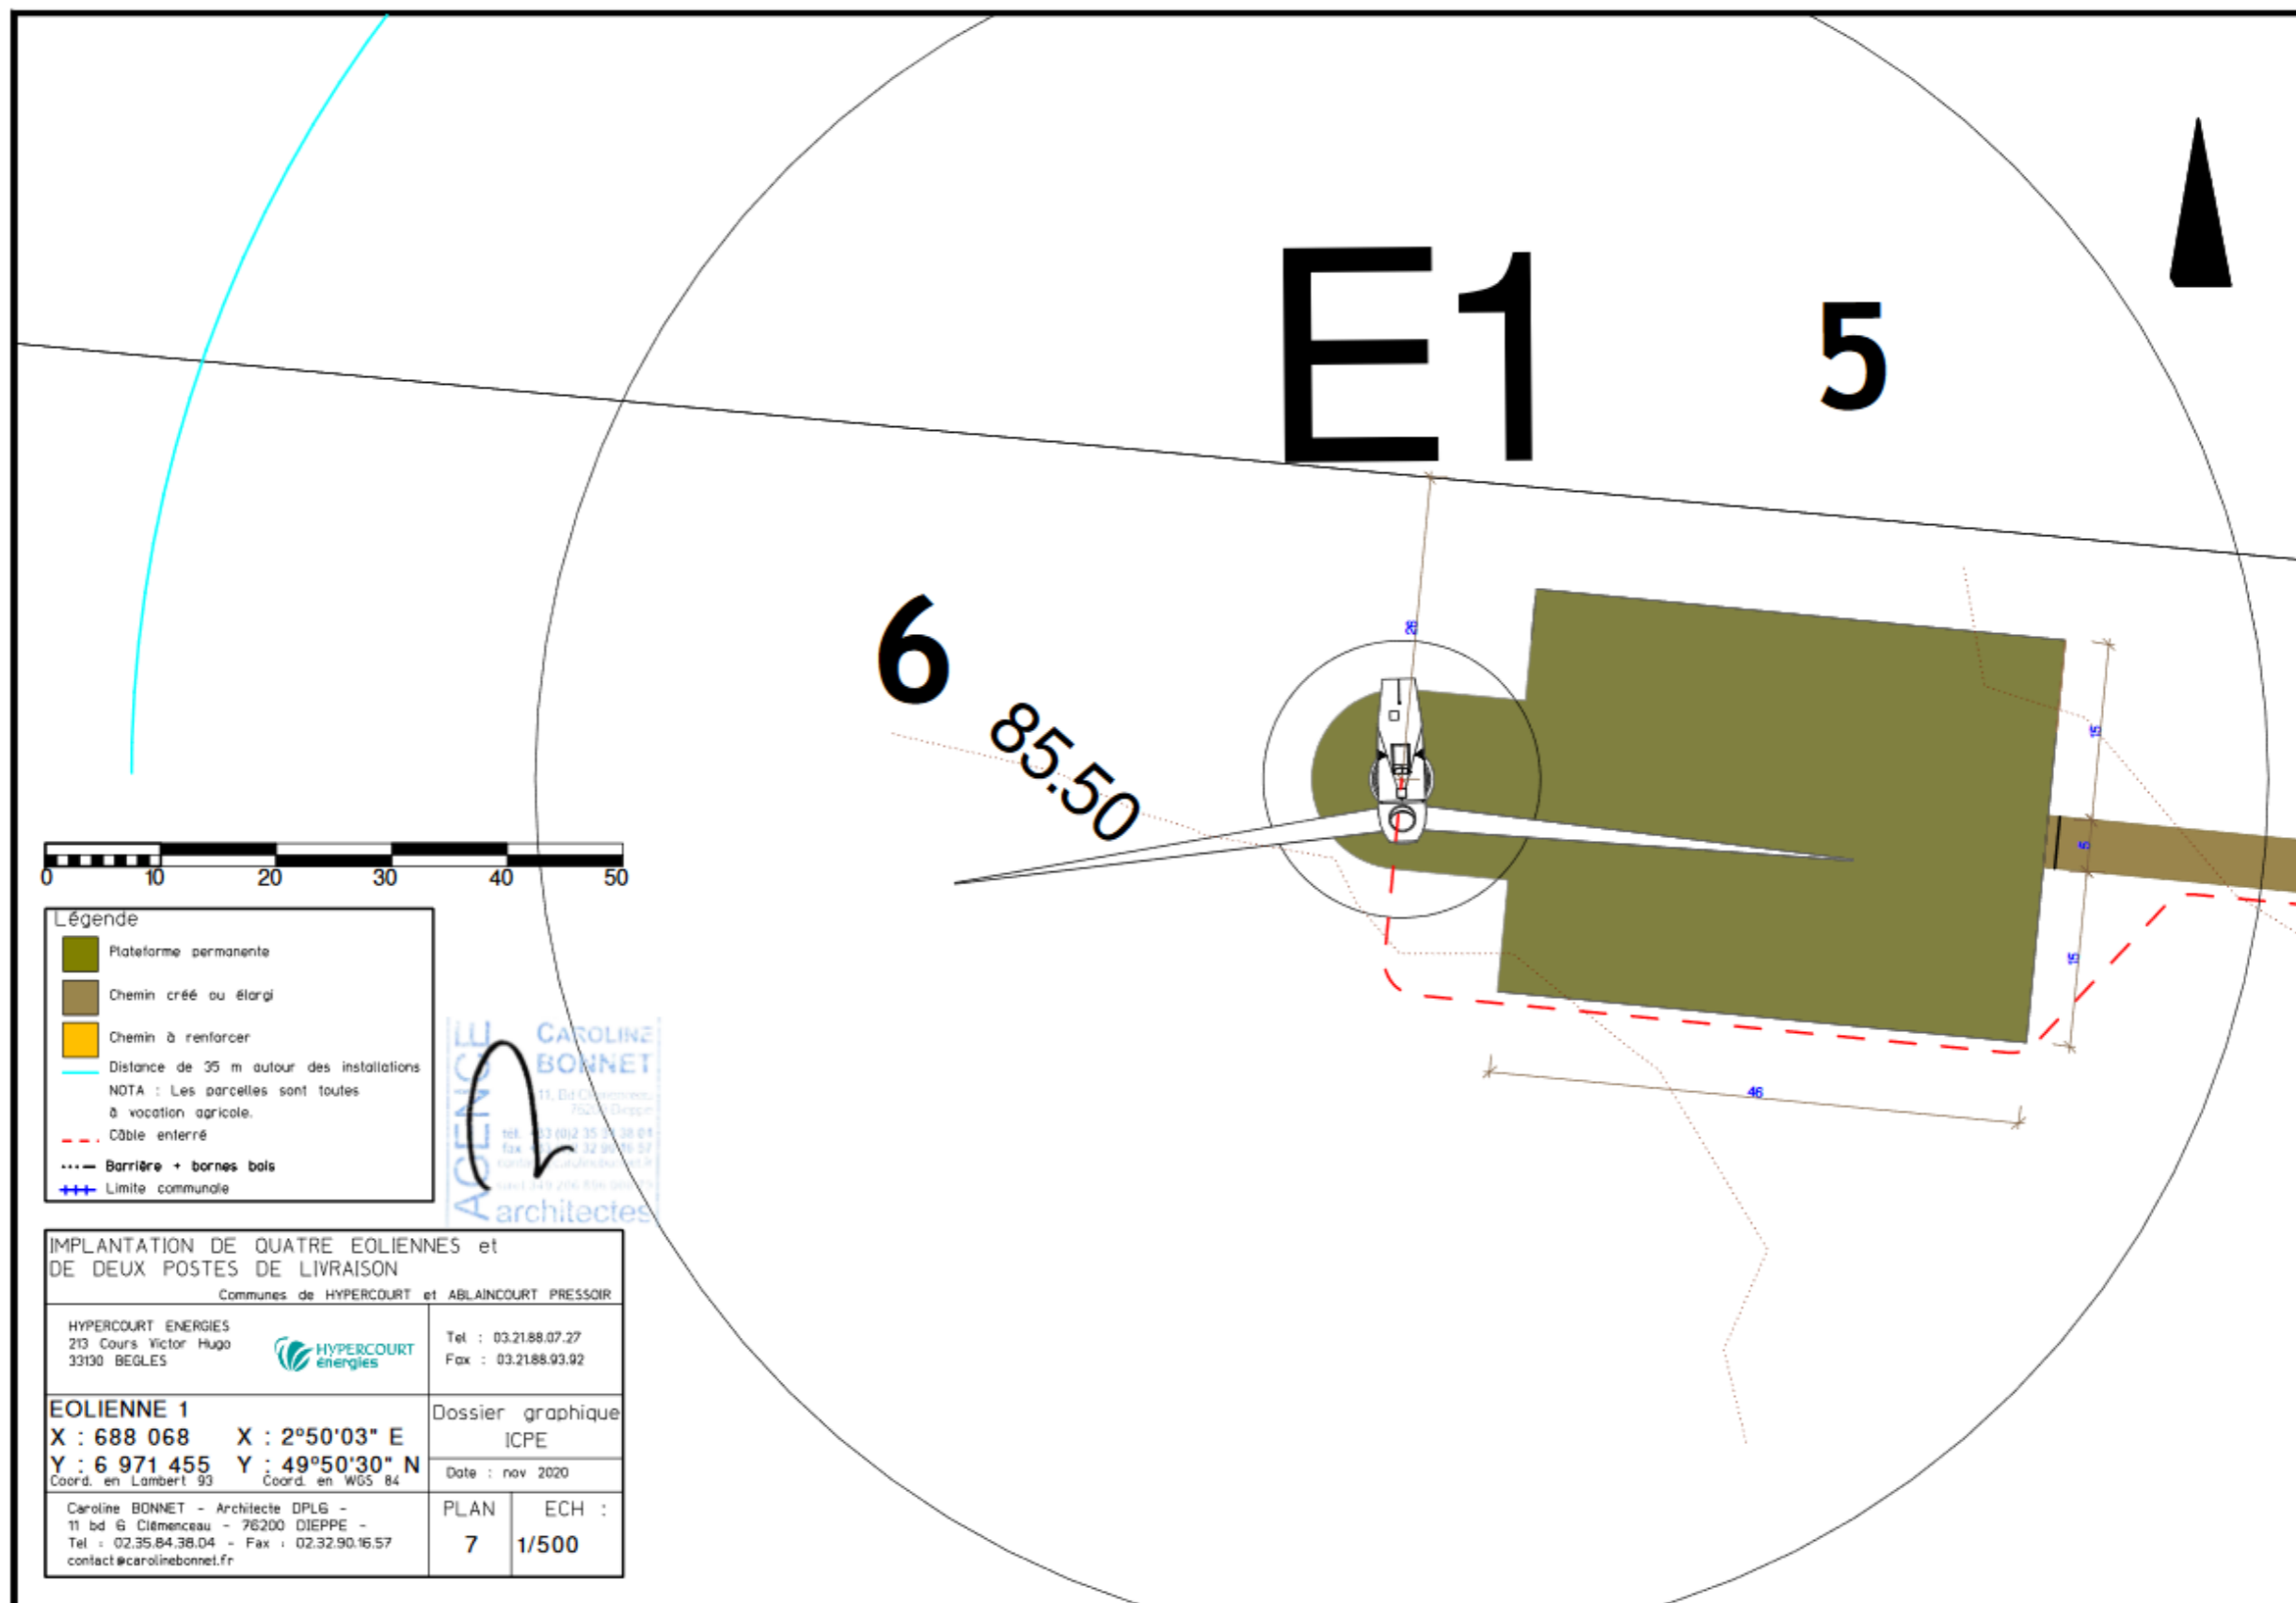 E1
5
26
6
85.50
15
5
15
46
0 10 20 30 40 50
Légende
Plateforme permanente
Chemin créé ou élargi
Chemin à renforcer
Distance de 35 m autour des installations
NOTA : Les parcelles sont toutes
à vocation agricole.
Câble enterré
Barrière + bornes bois
Limite communale
AGENCE
CAROLINE
BONNET
architectes
IMPLANTATION DE QUATRE EOLIENNES et
DE DEUX POSTES DE LIVRAISON
Communes de HYPERCOURT et ABLAINCOURT PRESSOIR
HYPERCOURT ENERGIES
213 Cours Victor Hugo
33130 BEGLES
HYPERCOURT
énergies
Tel : 03.21.88.07.27
Fax : 03.21.88.93.92
EOLIENNE 1
X : 688 068 X : 2°50'03" E
Y : 6 971 455 Y : 49°50'30" N
Coord. en Lambert 93 Coord. en WGS 84
Dossier graphique
ICPE
Date : nov 2020
Caroline BONNET - Architecte DPLG -
11 bd G Clémenceau - 76200 DIEPPE -
Tel : 02.35.84.38.04 - Fax : 02.32.90.16.57
contact@carolinebonnet.fr
PLAN
7
ECH :
1/500